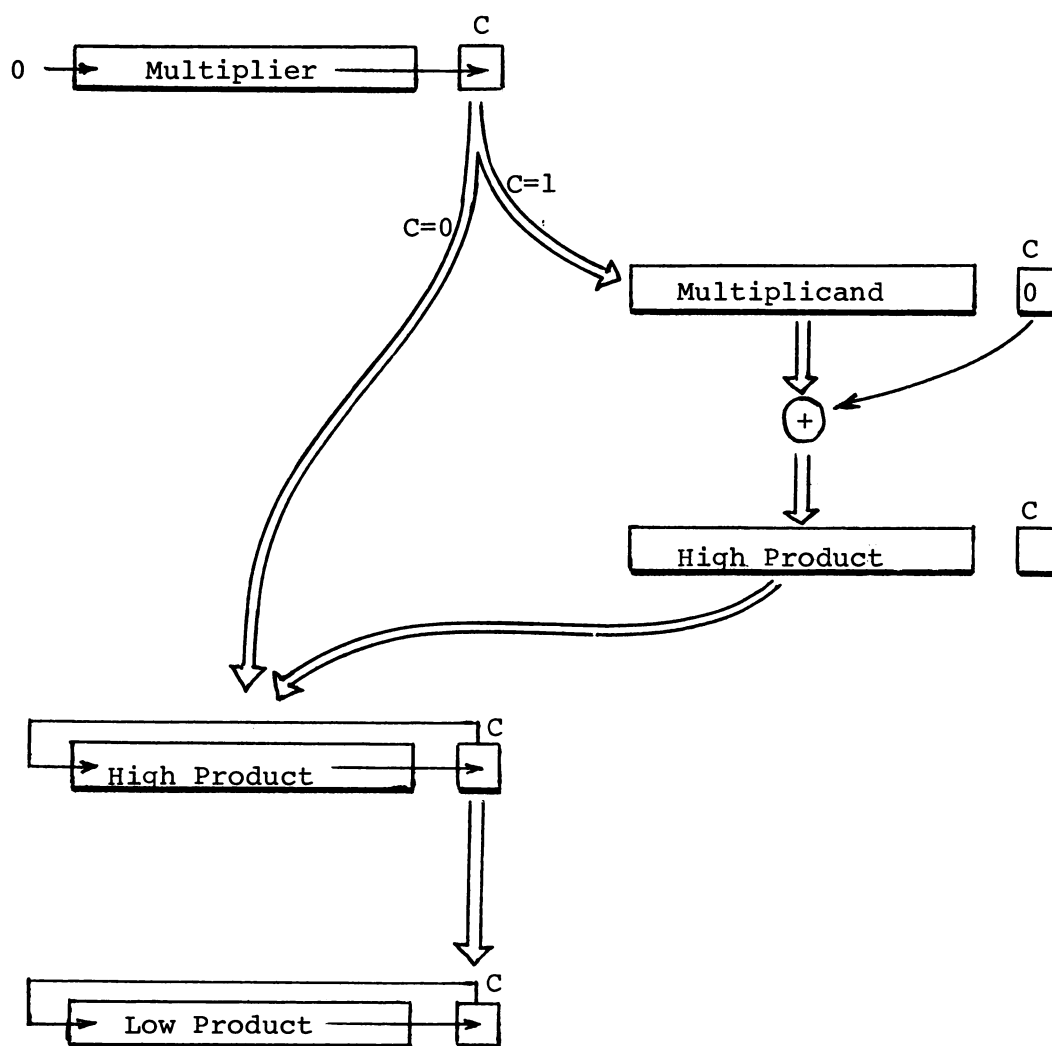 C
0 Multiplier
C=1
C=0
C
Multiplicand 0
+
C
High Product
C
High Product
C
Low Product